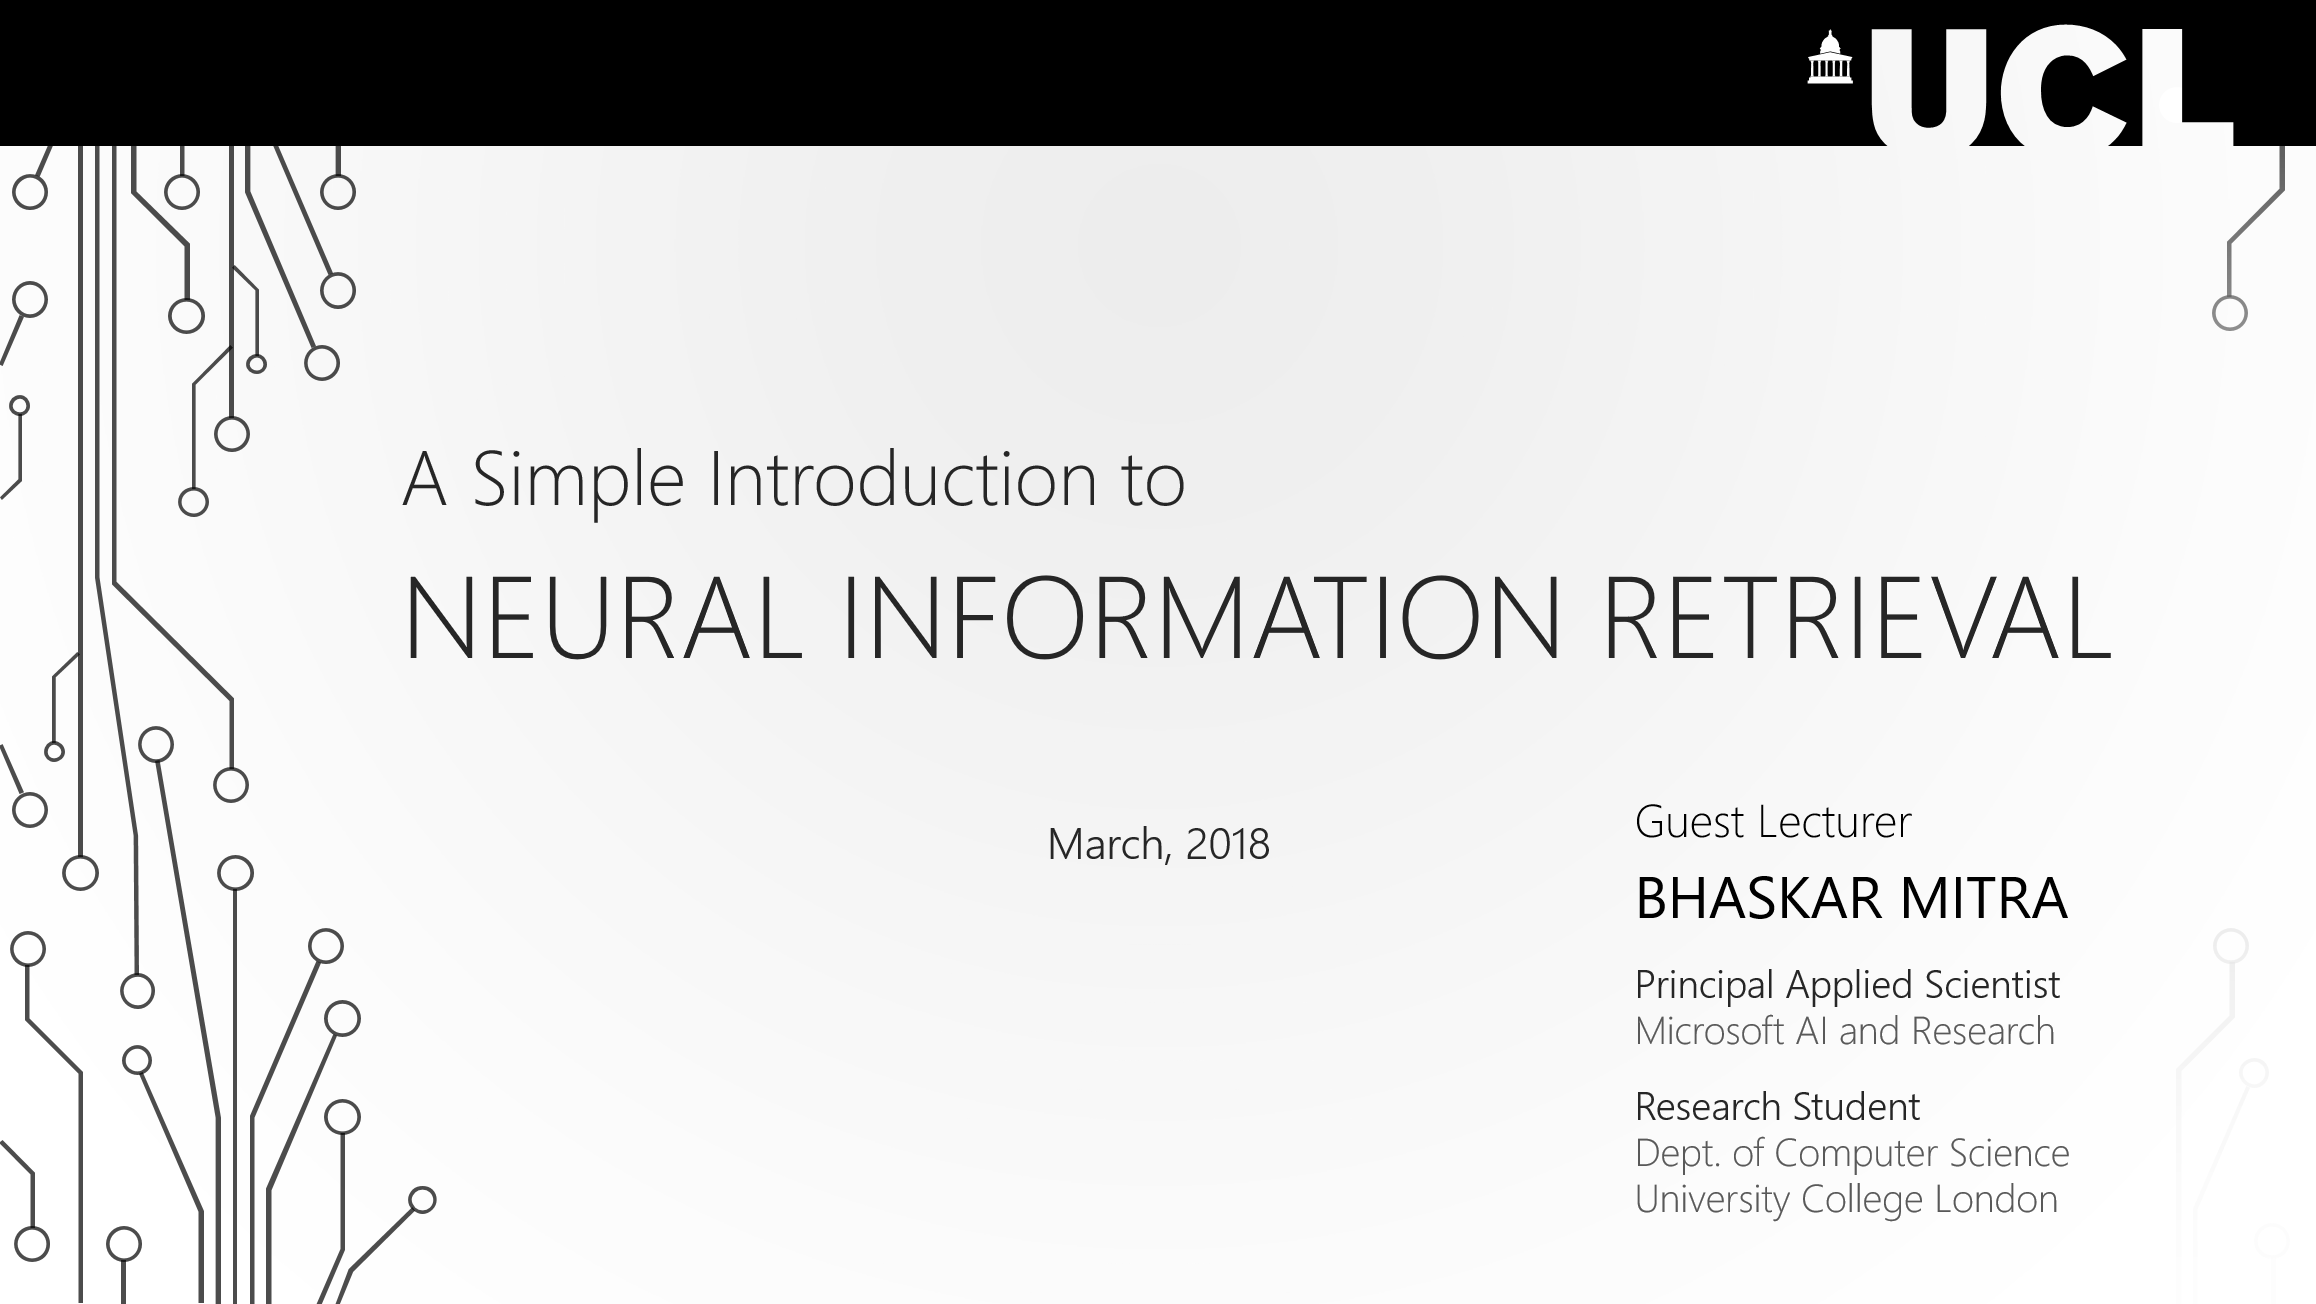 UCL
A Simple Introduction to
NEURAL INFORMATION RETRIEVAL
March, 2018
Guest Lecturer
BHASKAR MITRA
Principal Applied Scientist
Microsoft AI and Research
Research Student
Dept. of Computer Science
University College London